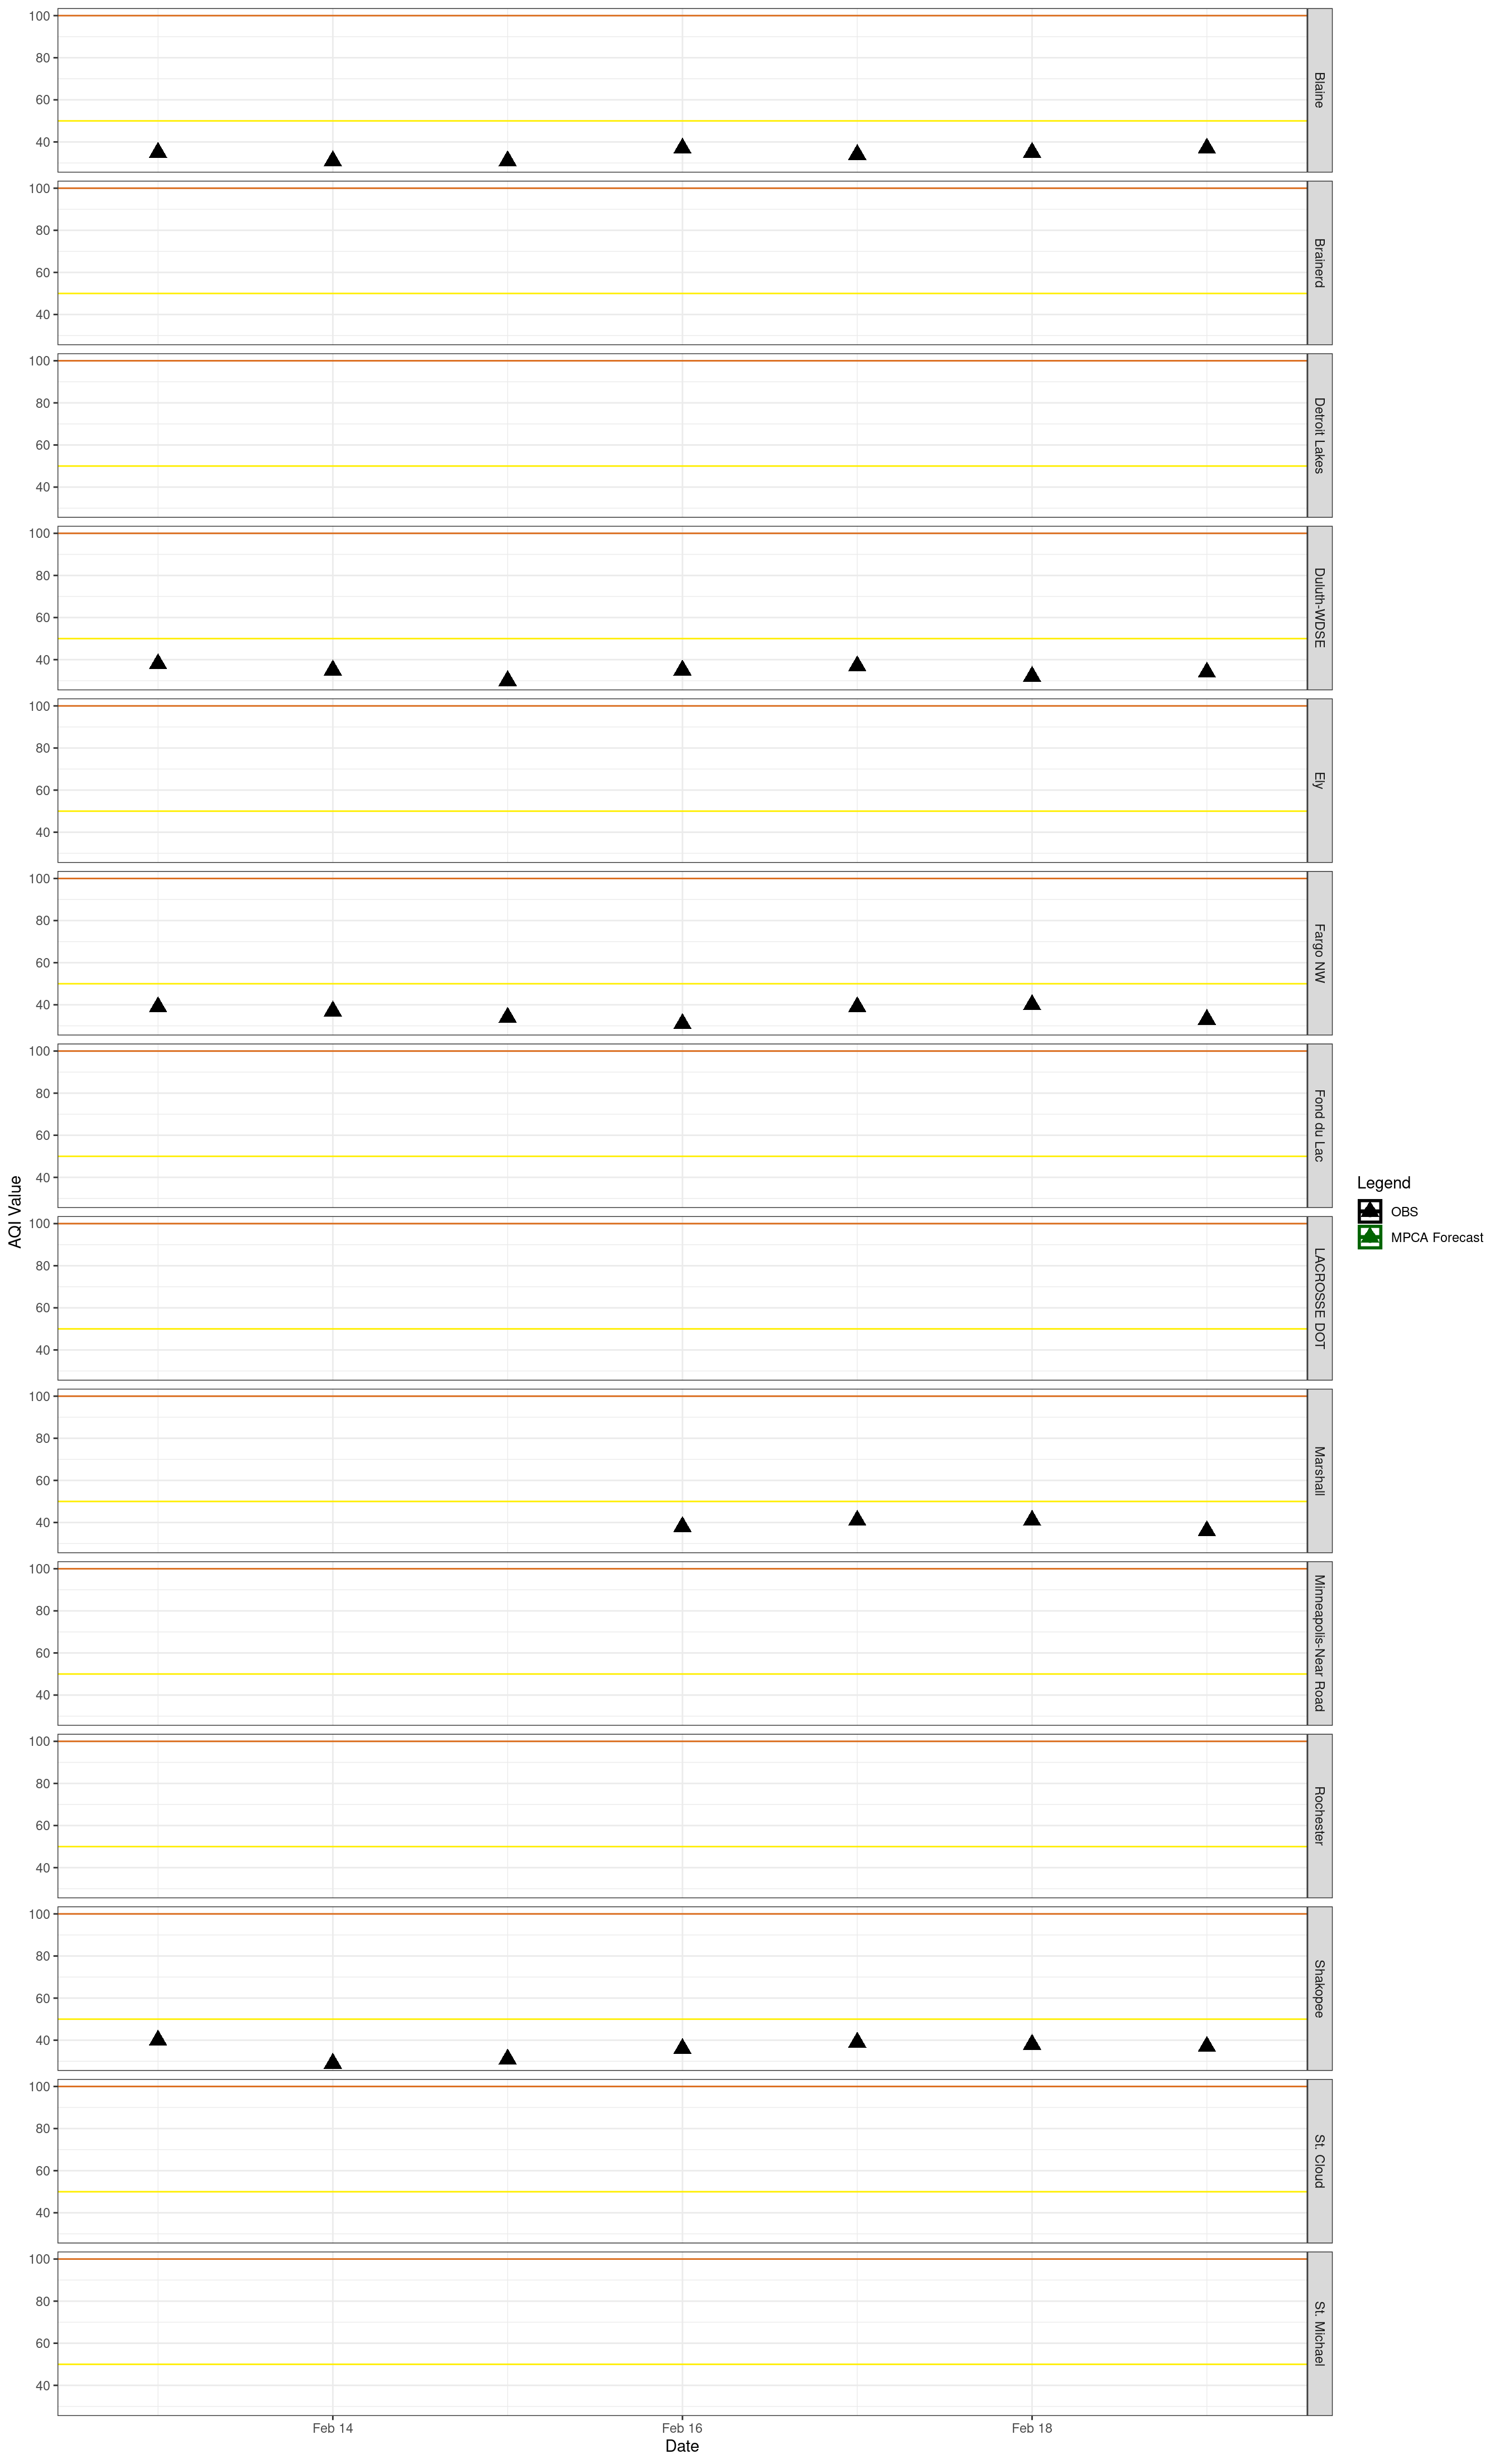 100
80
60
40
Blaine
100
80
60
40
Brainerd
100
80
60
40
Detroit Lakes
100
80
60
40
Duluth-WDSE
100
80
60
40
Ely
100
80
60
40
Fargo NW
100
80
60
40
Fond du Lac
100
80
60
40
LACROSSE DOT
100
80
60
40
Marshall
100
80
60
40
Minneapolis-Near Road
100
80
60
40
Rochester
100
80
60
40
Shakopee
100
80
60
40
St. Cloud
100
80
60
40
St. Michael
AQI Value
Feb 14
Feb 16
Feb 18
Date
Legend
OBS
MPCA Forecast